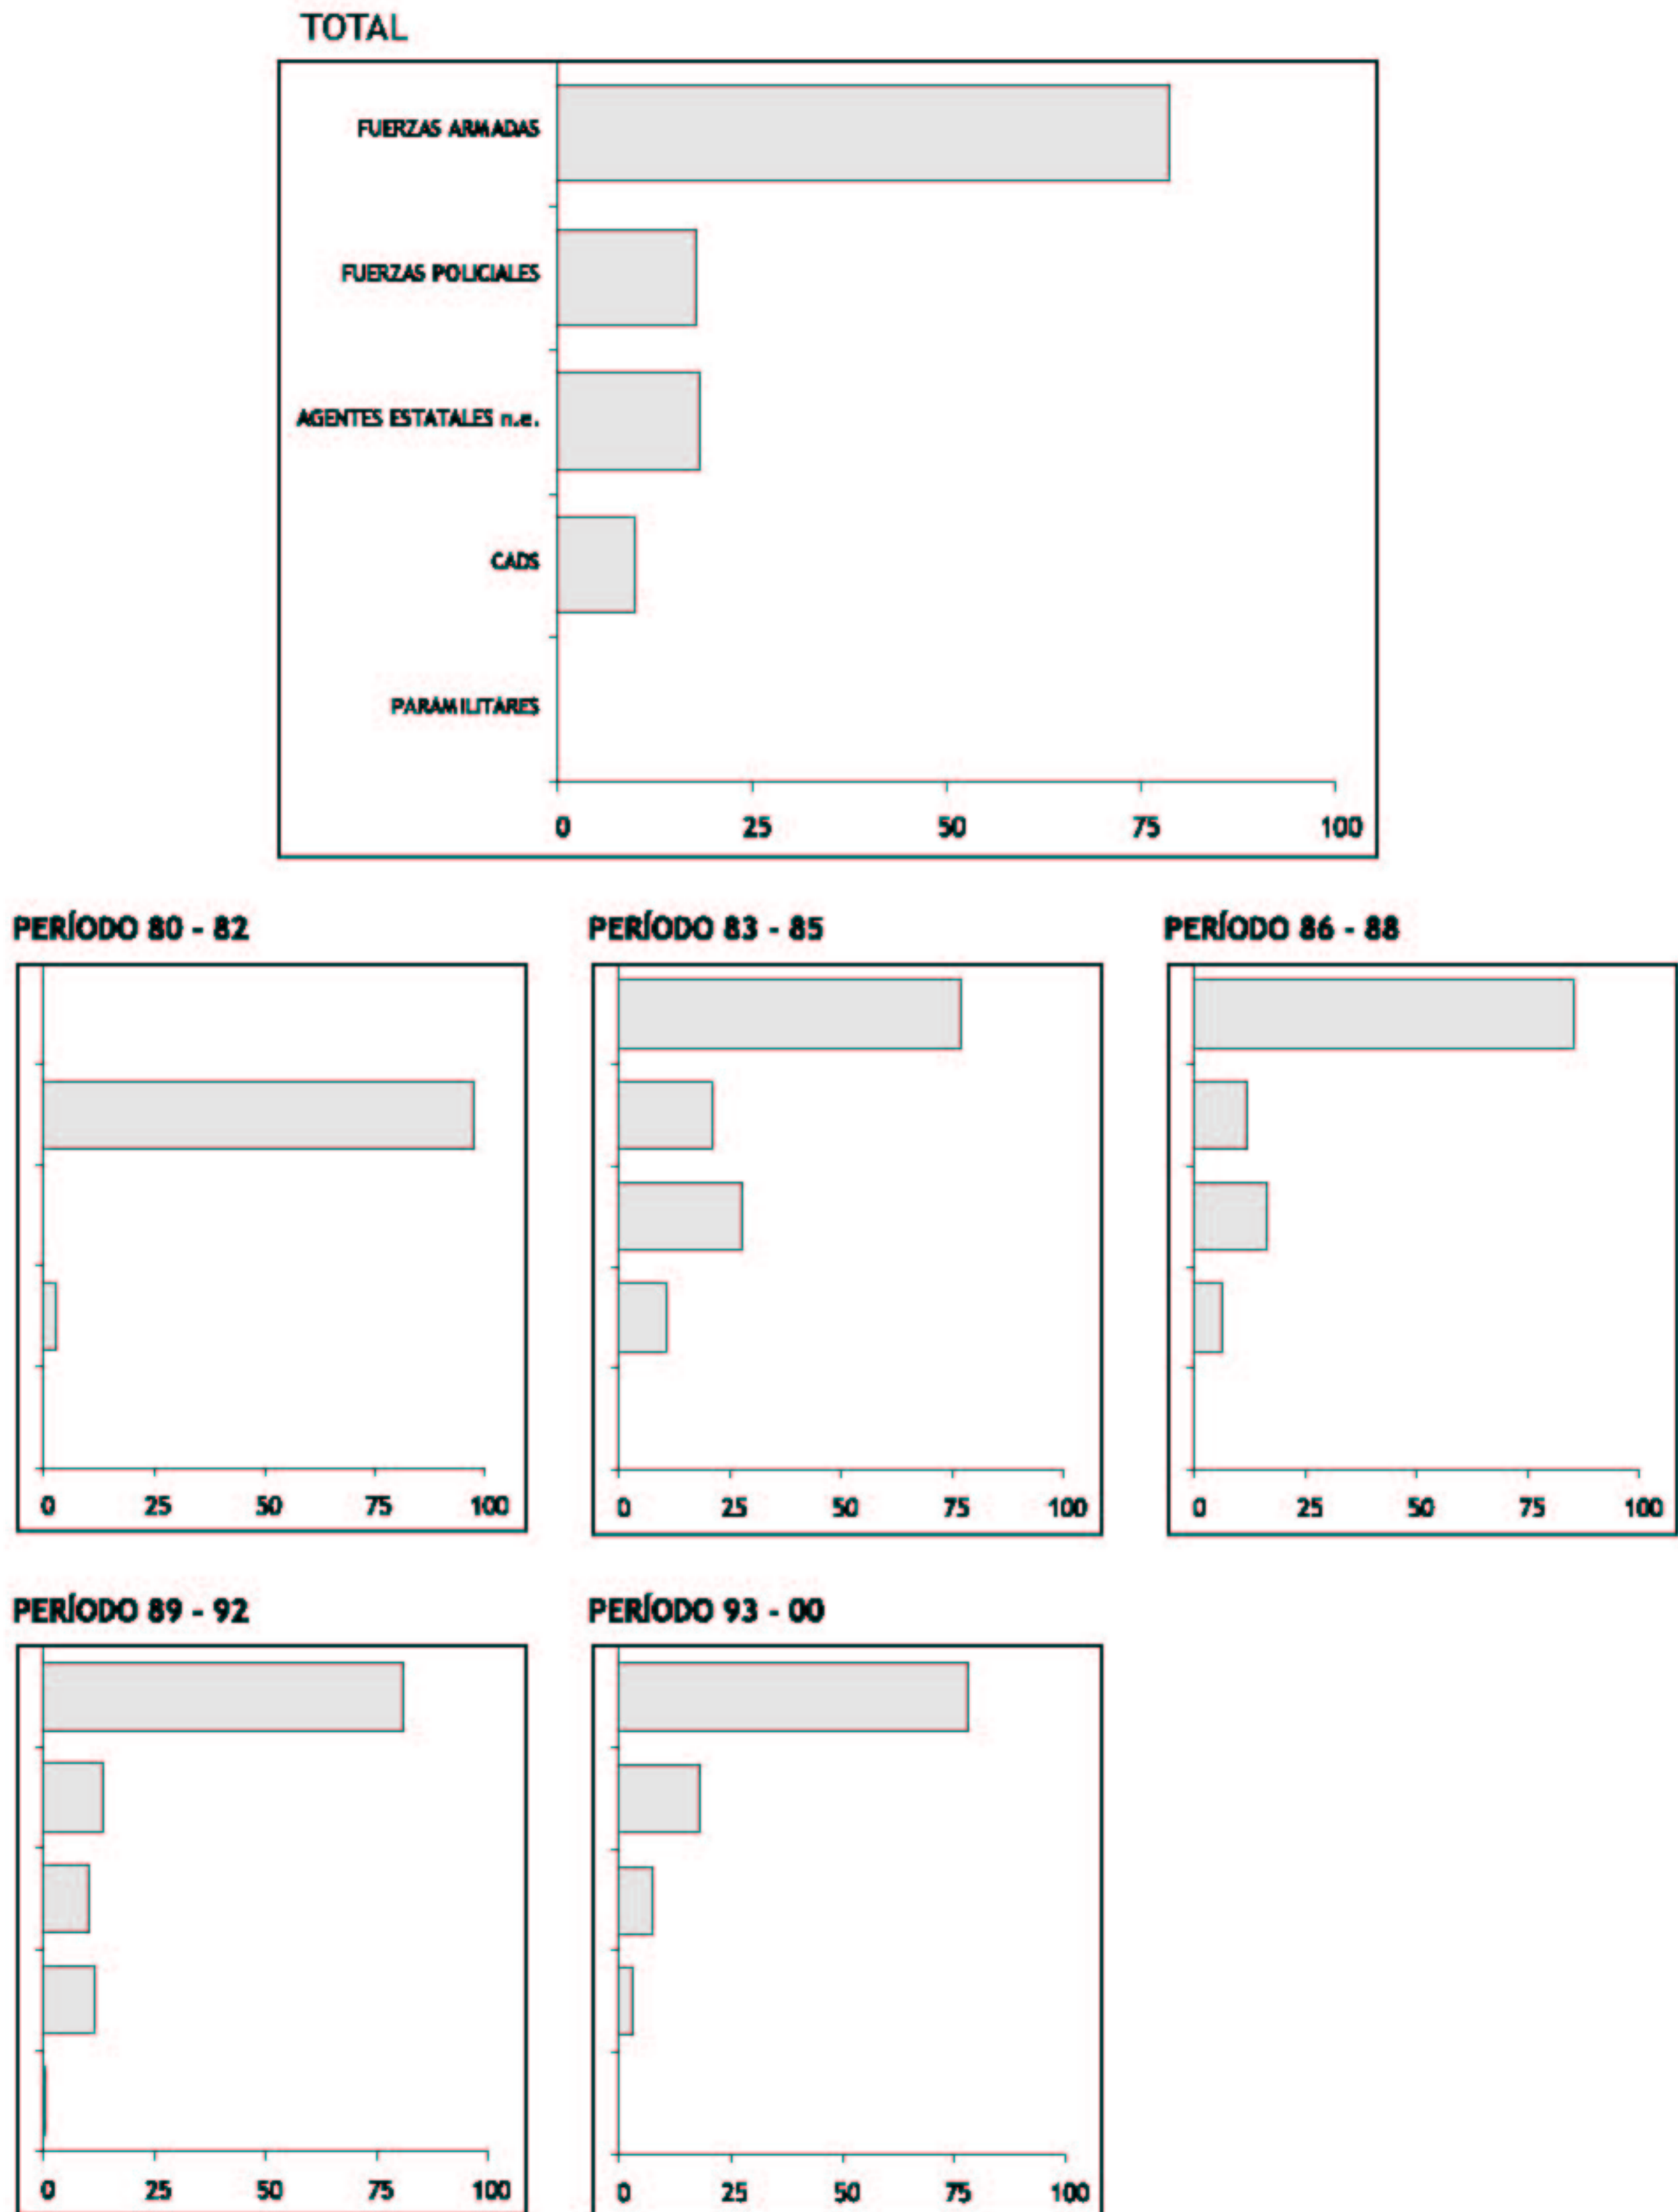 TOTAL
FUERZAS ARMADAS
FUERZAS POLICIALES
AGENTES ESTATALES n.e.
CADS
PARAMILITARES
0 25 50 75 100
PERÍODO 80 - 82
0 25 50 75 100
PERÍODO 83 - 85
0 25 50 75 100
PERÍODO 86 - 88
0 25 50 75 100
PERÍODO 89 - 92
0 25 50 75 100
PERÍODO 93 - 00
0 25 50 75 100